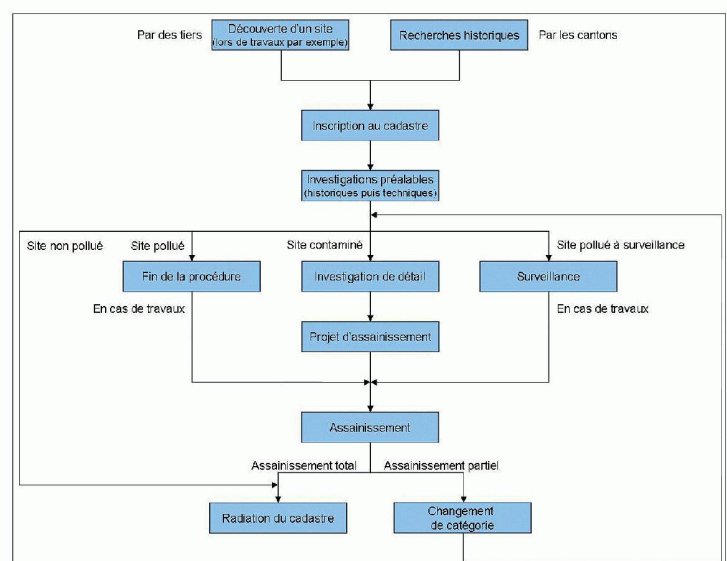 Par des tiers
Découverte d'un site
(lors de travaux par exemple)
Recherches historiques
Par les cantons
Inscription au cadastre
Investigations préalables
(historiques puis techniques)
Site non pollué
Site pollué
Site contaminé
Site pollué à surveillance
Fin de la procédure
Investigation de détail
Surveillance
En cas de travaux
En cas de travaux
Projet d'assainissement
Assainissement
Assainissement total
Assainissement partiel
Radiation du cadastre
Changement
de catégorie